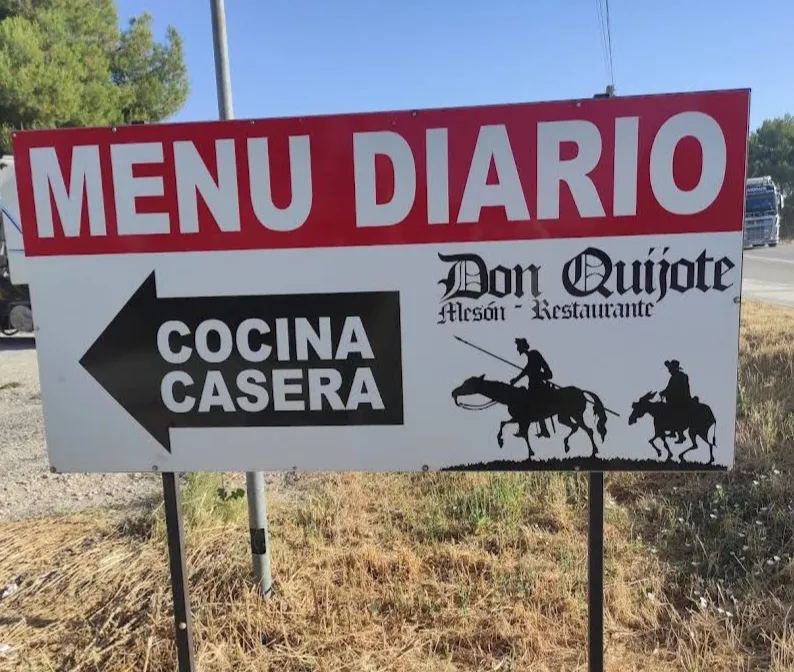 MENU DIARIO
Don Quijote
Mesón - Restaurante
COCINA
CASERA